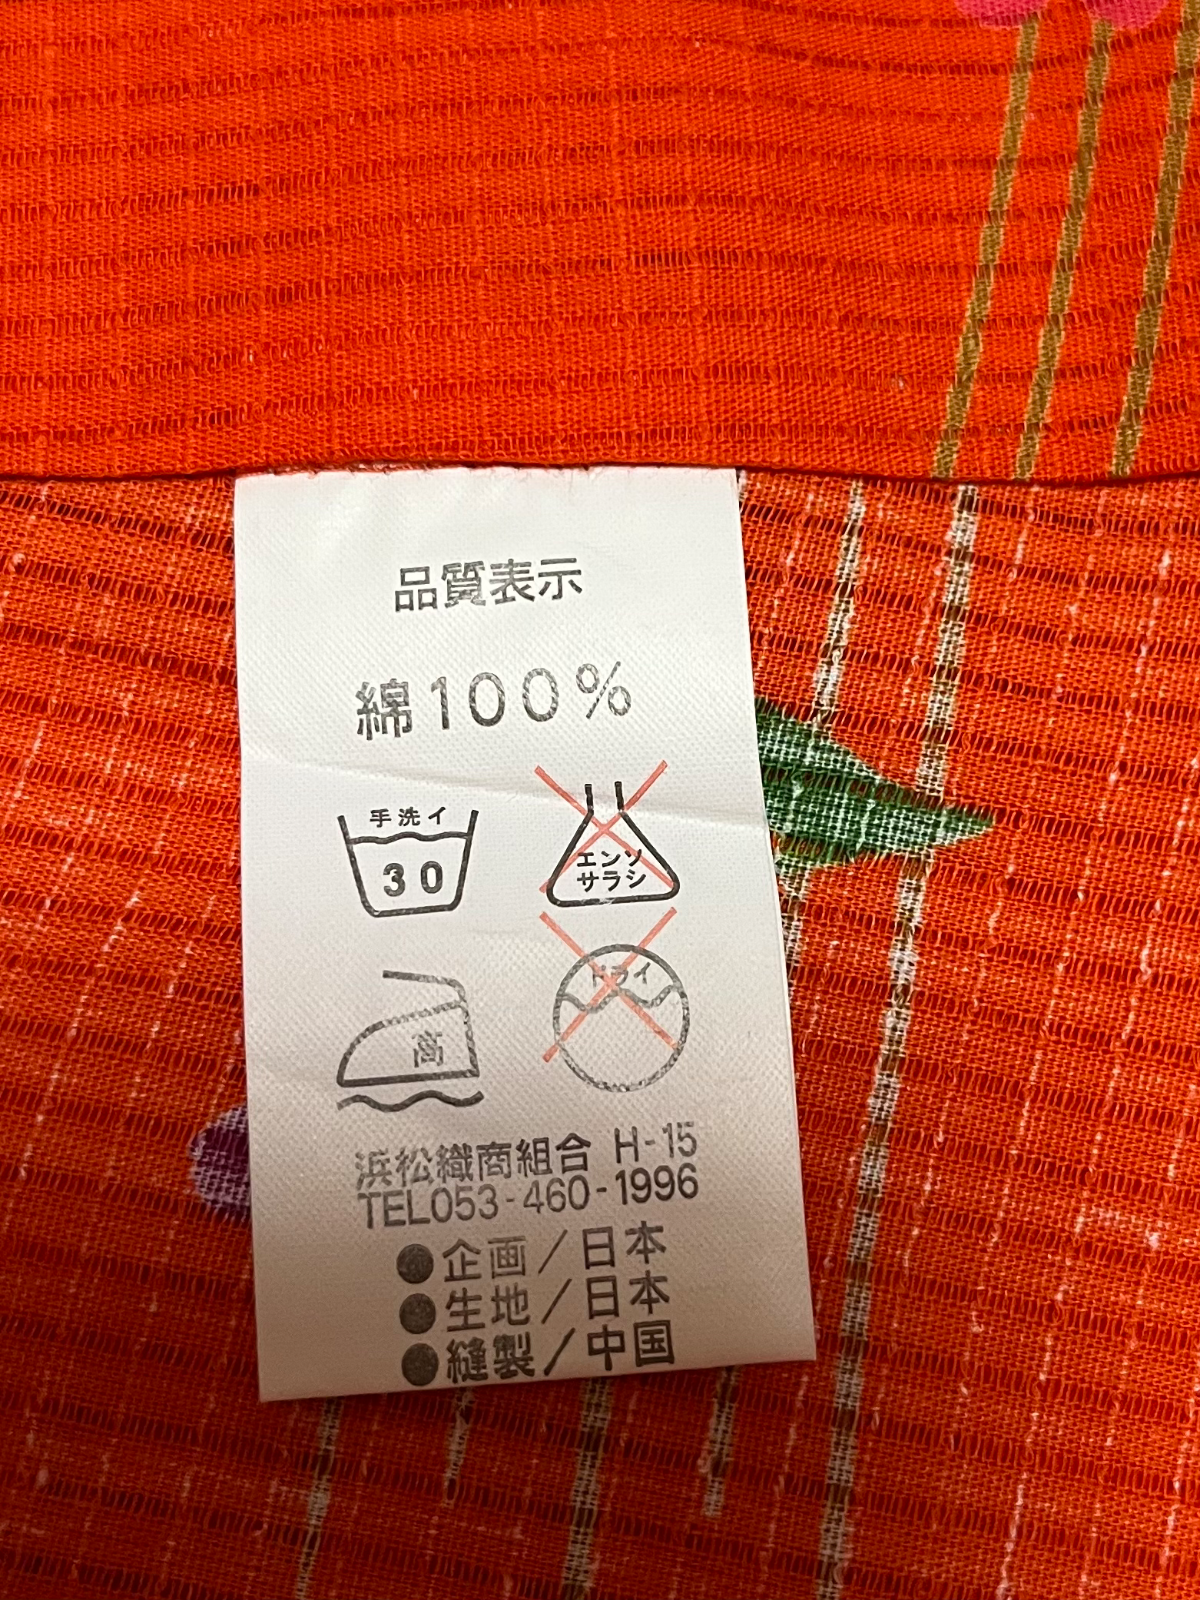 品質表示
綿100%
手洗イ
30
エンソ
サラシ
高
ドライ
浜松織商組合 H-15
TEL053-460-1996
●企画/日本
●生地/日本
●縫製/中国